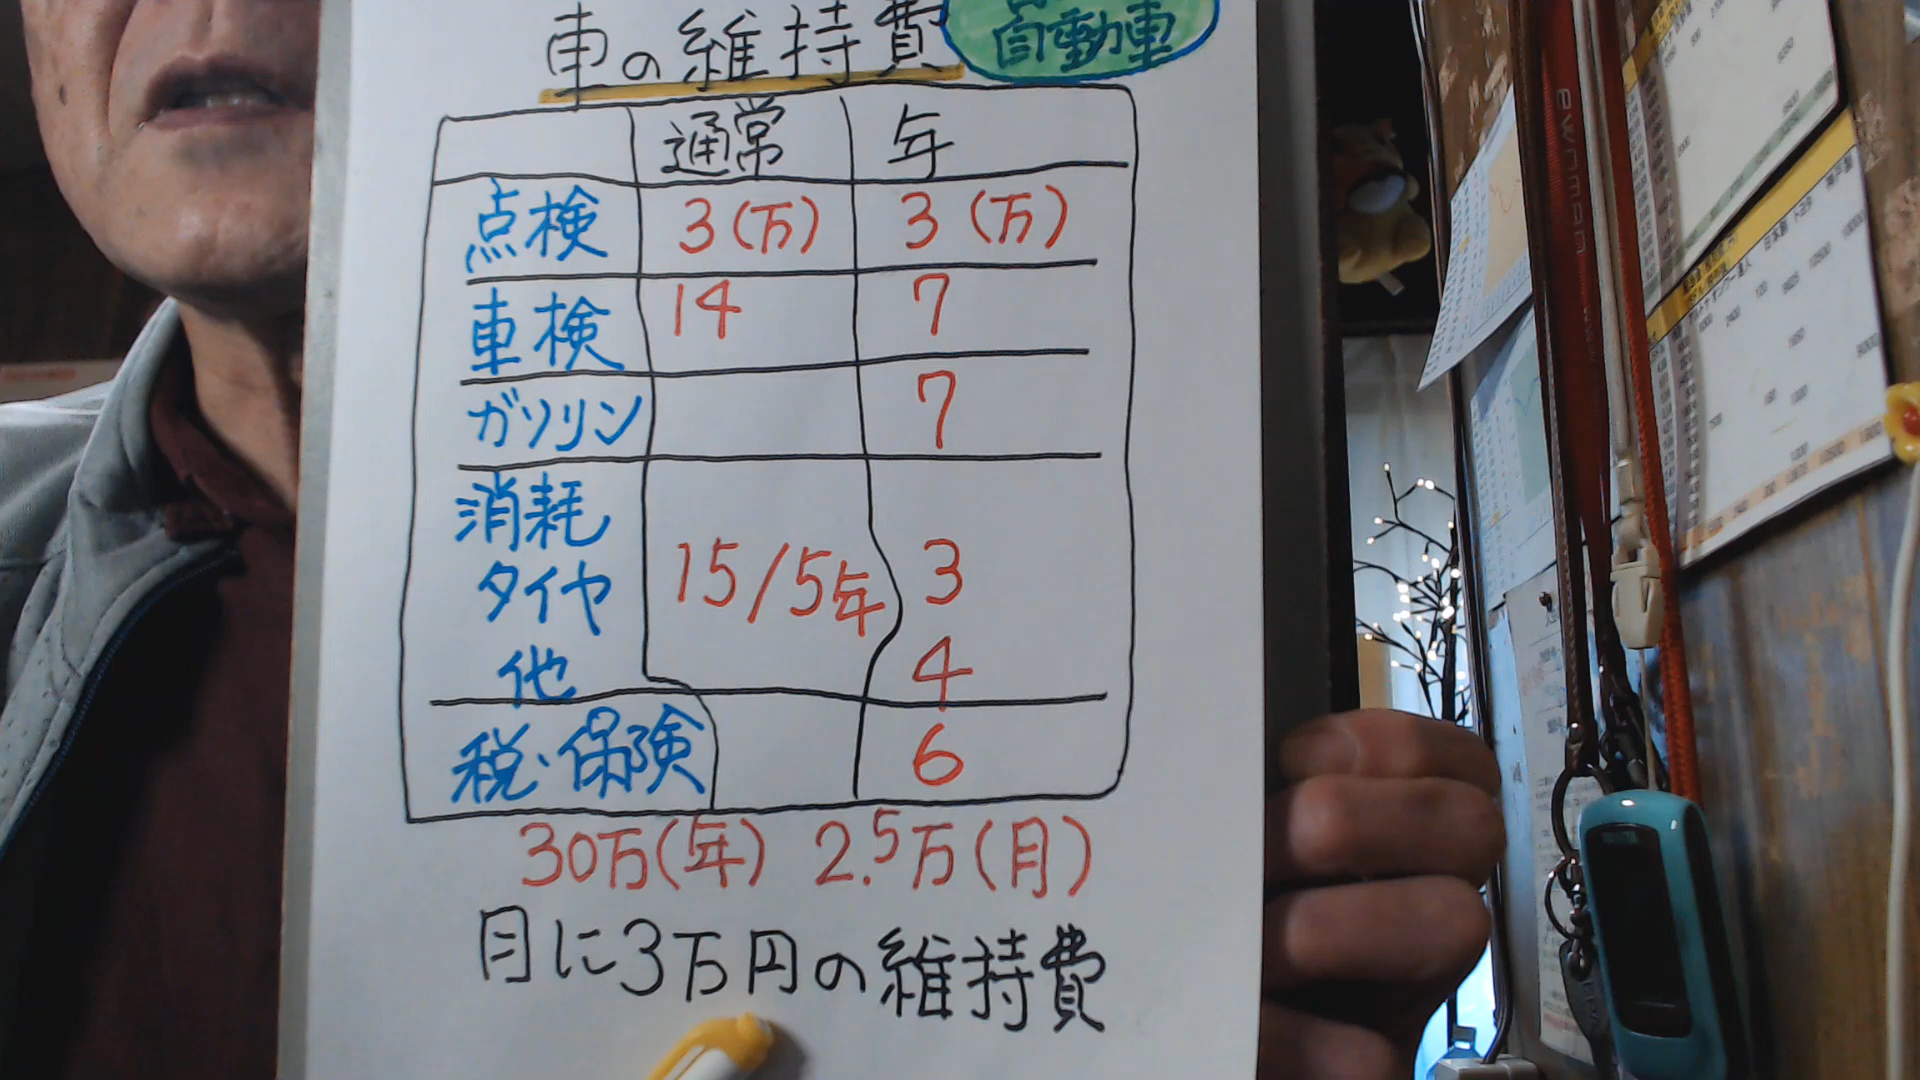 車の維持費
自動車
通常 年
点検 3(万) 3(万)
車検 14 7
ガソリン 7
消耗
タイヤ 15/5年 3
他 4
税・保険 6
30万(年) 2.5万(月)
月に3万円の維持費